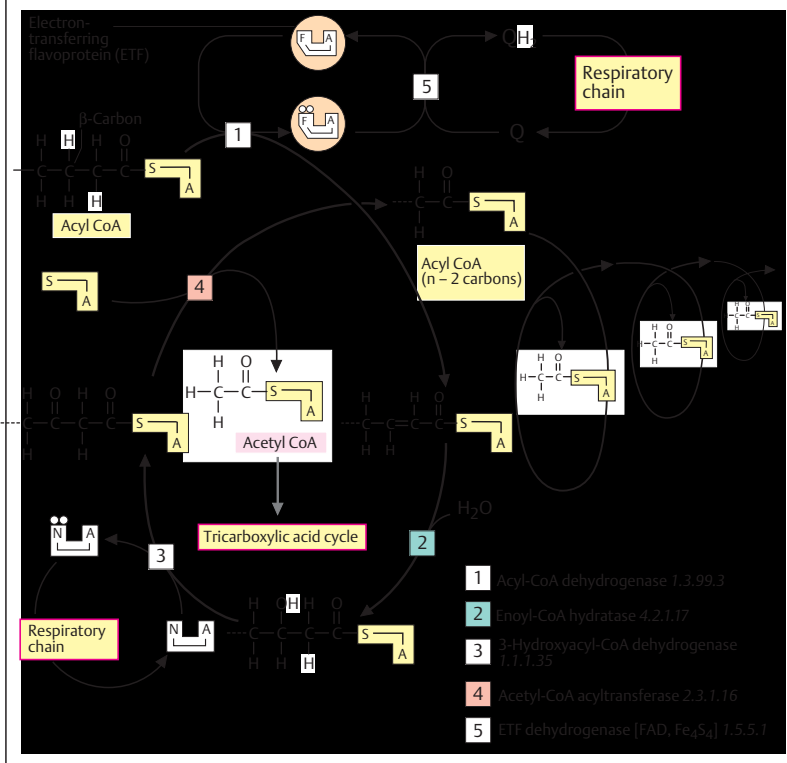 Electron-
transferring
flavoprotein (ETF)
F A
QH2
Respiratory
chain
5
β-Carbon
1
F A
Q
H H H O
C C C S
H H H A
Acyl CoA
H O
C C S
H A
Acyl CoA
(n – 2 carbons)
S
A
4
H O
H C C S
H A
H O
H C C S
H A
H O
H C C S
H A
H O
H C C S
H A
Acetyl CoA
H O H O
C C C C S
H H A
H H O
C C C C S
H H A
H2O
2
Tricarboxylic acid cycle
N A
3
Respiratory
chain
N A
H OH H O
C C C C S
H H H A
1 Acyl-CoA dehydrogenase 1.3.99.3
2 Enoyl-CoA hydratase 4.2.1.17
3 3-Hydroxyacyl-CoA dehydrogenase
1.1.1.35
4 Acetyl-CoA acyltransferase 2.3.1.16
5 ETF dehydrogenase [FAD, Fe4S4] 1.5.5.1